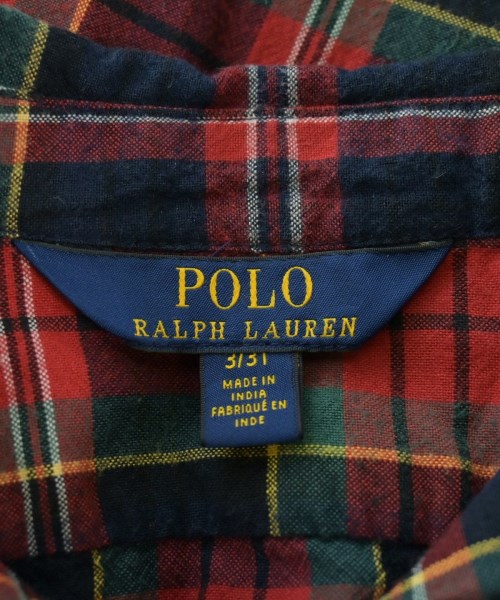 POLO
RALPH LAUREN
3/3T
MADE IN
INDIA
FABRIQUÉ EN
INDE